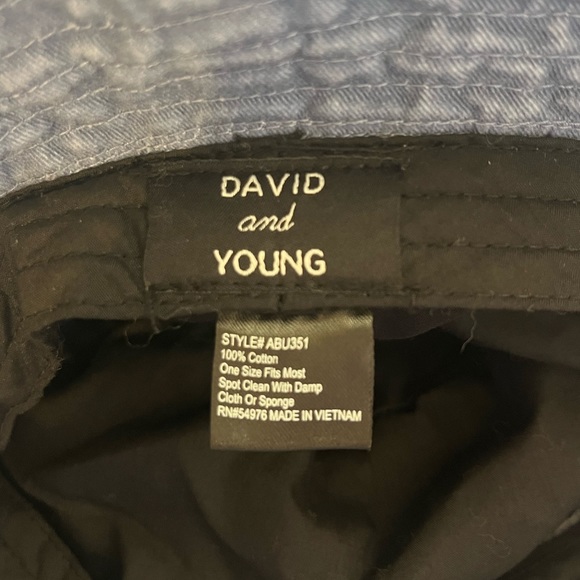 DAVID
and
YOUNG
STYLE# ABU351
100% Cotton
One Size Fits Most
Spot Clean With Damp
Cloth Or Sponge
RN#54976 MADE IN VIETNAM